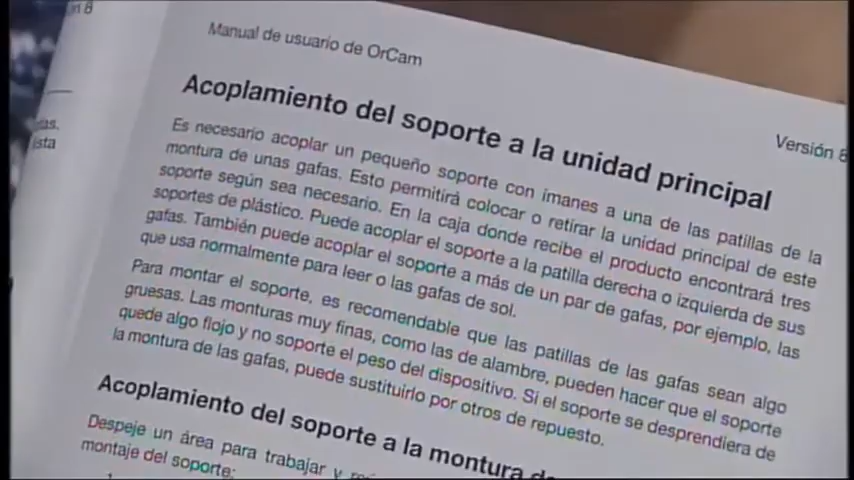 ón 8
tas,
lista
Manual de usuario de OrCam
Versión 8
Acoplamiento del soporte a la unidad principal
Es necesario acoplar un pequeño soporte con imanes a una de las patillas de la
montura de unas gafas. Esto permitirá colocar o retirar la unidad principal de este
soporte según sea necesario. En la caja donde recibe el producto encontrará tres
soportes de plástico. Puede acoplar el soporte a la patilla derecha o izquierda de sus
gafas. También puede acoplar el soporte a más de un par de gafas, por ejemplo, las
que usa normalmente para leer o las gafas de sol.
Para montar el soporte, es recomendable que las patillas de las gafas sean algo
gruesas. Las monturas muy finas, como las de alambre, pueden hacer que el soporte
quede algo flojo y no soporte el peso del dispositivo. Si el soporte se desprendiera de
la montura de las gafas, puede sustituirlo por otros de repuesto.
Acoplamiento del soporte a la montura
Despeje un área para trabajar y
montaje del soporte: